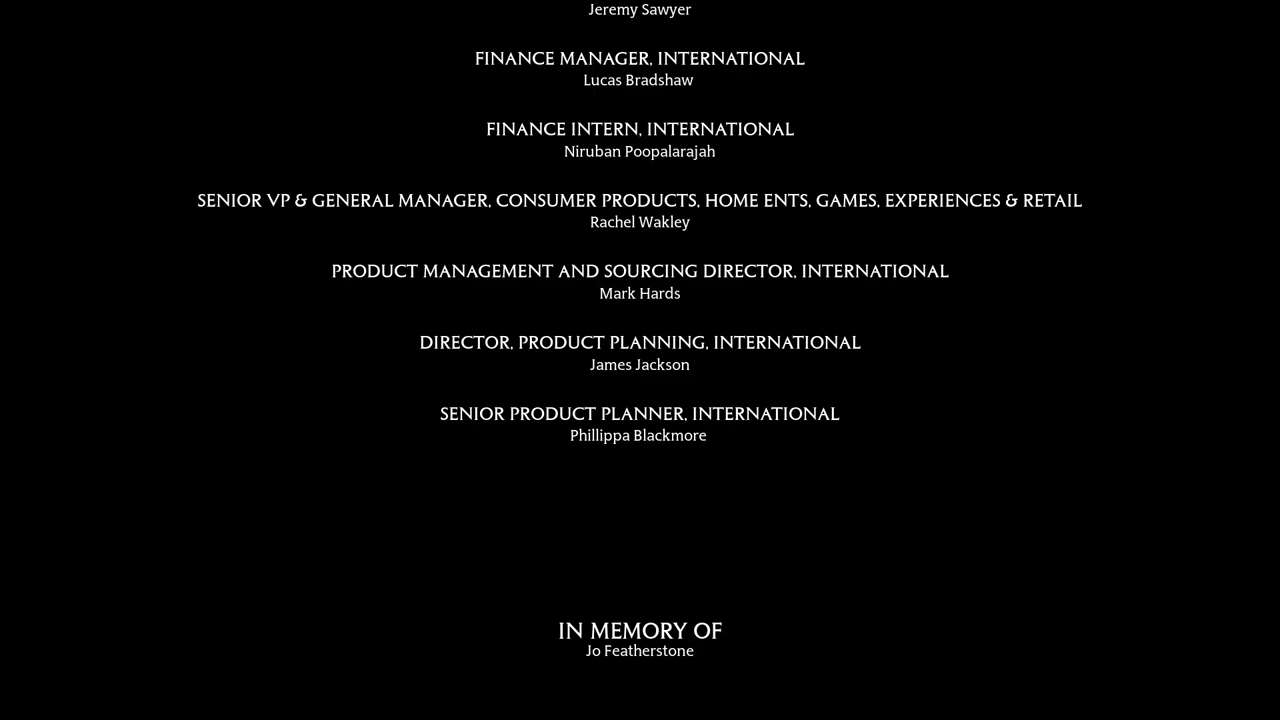 Jeremy Sawyer
FINANCE MANAGER, INTERNATIONAL
Lucas Bradshaw
FINANCE INTERN, INTERNATIONAL
Niruban Poopalarajah
SENIOR VP & GENERAL MANAGER, CONSUMER PRODUCTS, HOME ENTS, GAMES, EXPERIENCES & RETAIL
Rachel Wakley
PRODUCT MANAGEMENT AND SOURCING DIRECTOR, INTERNATIONAL
Mark Hards
DIRECTOR, PRODUCT PLANNING, INTERNATIONAL
James Jackson
SENIOR PRODUCT PLANNER, INTERNATIONAL
Phillippa Blackmore
IN MEMORY OF
Jo Featherstone